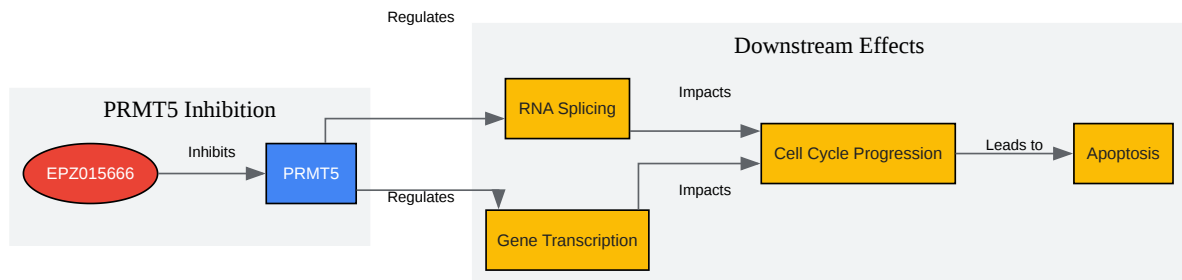 Regulates
Downstream Effects
PRMT5 Inhibition
RNA Splicing
Impacts
Inhibits
EPZ015666
PRMT5
Cell Cycle Progression
Leads to
Apoptosis
Regulates
Impacts
Gene Transcription